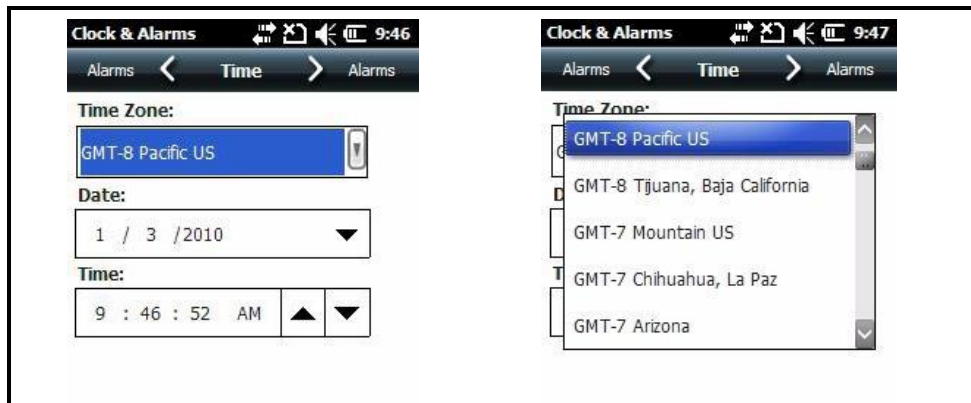 Clock & Alarms 9:46
Alarms Time Alarms
Time Zone:
GMT-8 Pacific US
Date:
1 / 3 /2010
Time:
9 : 46 : 52 AM
Clock & Alarms 9:47
Alarms Time Alarms
Time Zone:
GMT-8 Pacific US
GMT-8 Tijuana, Baja California
GMT-7 Mountain US
GMT-7 Chihuahua, La Paz
GMT-7 Arizona